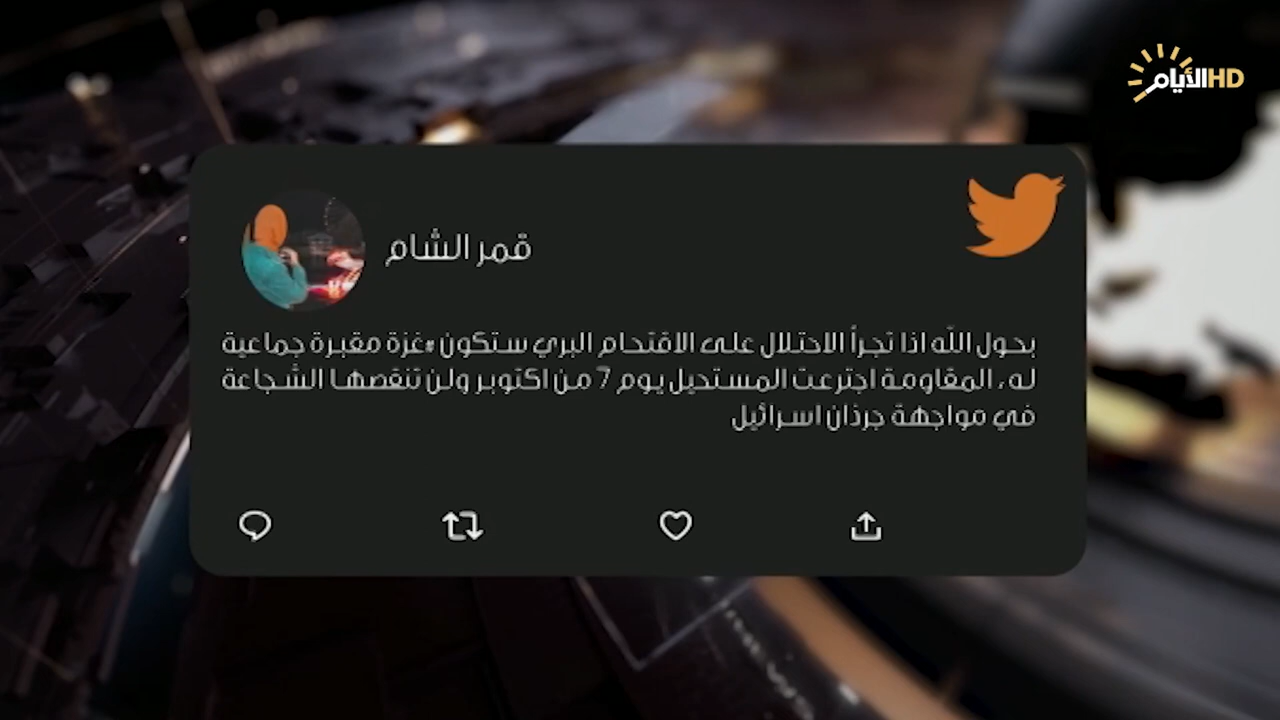 الأيام HD
قمر الشام
بحول الله اذا تجرأ الاحتلال على الاقتحام البري ستكون #غزة مقبرة جماعية
له ، المقاومة اجترعت المستحيل يوم 7 من اكتوبر ولن تنقصها الشجاعة
في مواجهة جرذان اسرائيل